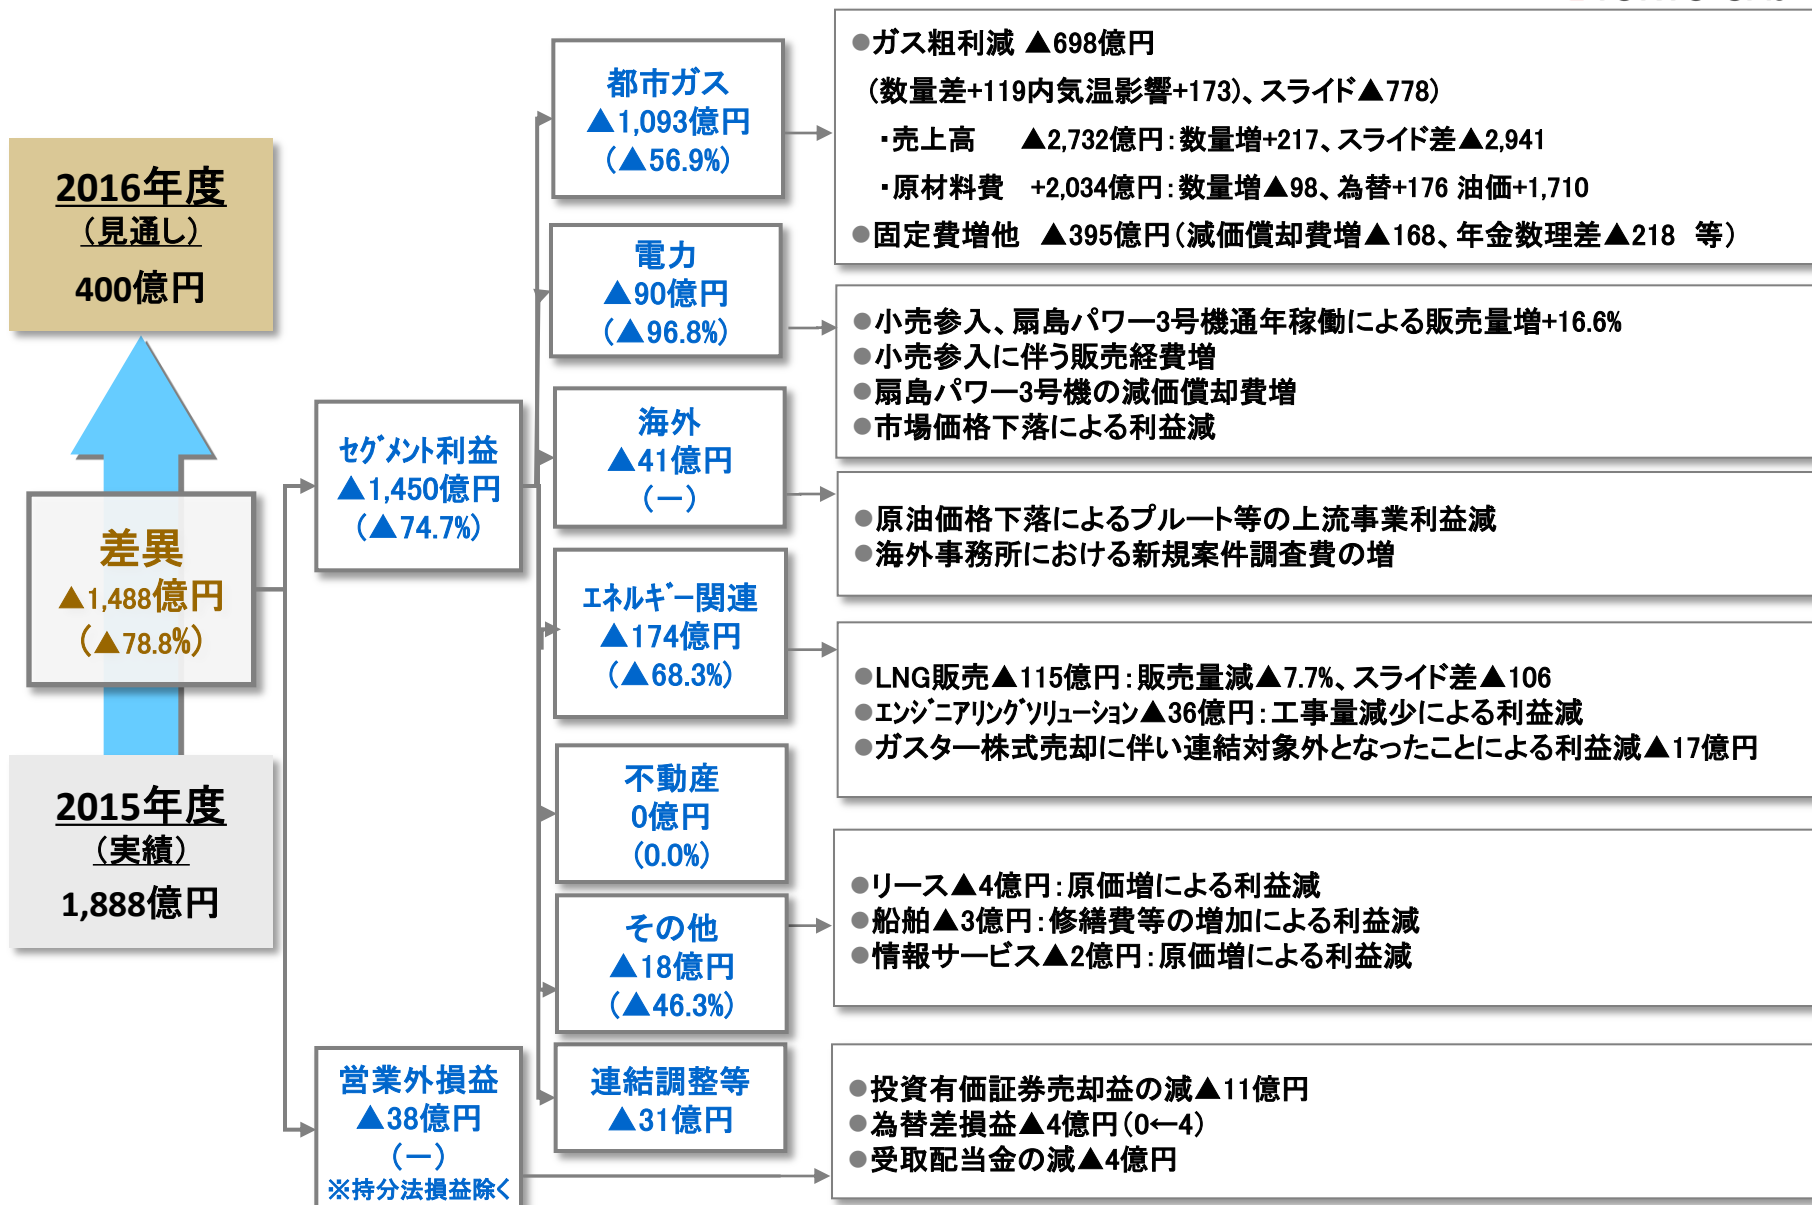 2016年度
（見通し）
400億円
差異
▲1,488億円
（▲78.8%）
2015年度
（実績）
1,888億円
ｾｸﾞﾒﾝﾄ利益
▲1,450億円
（▲74.7%）
営業外損益
▲38億円
（－）
※持分法損益除く
都市ガス
▲1,093億円
（▲56.9%）
電力
▲90億円
（▲96.8%）
海外
▲41億円
（－）
ｴﾈﾙｷﾞｰ関連
▲174億円
（▲68.3%）
不動産
0億円
（0.0%）
その他
▲18億円
（▲46.3%）
連結調整等
▲31億円
●ガス粗利減 ▲698億円
（数量差+119内気温影響+173）、スライド▲778）
・売上高 ▲2,732億円：数量増+217、スライド差▲2,941
・原材料費 +2,034億円：数量増▲98、為替+176 油価+1,710
●固定費増他 ▲395億円（減価償却費増▲168、年金数理差▲218 等）
●小売参入、扇島パワー3号機通年稼働による販売量増+16.6%
●小売参入に伴う販売経費増
●扇島パワー3号機の減価償却費増
●市場価格下落による利益減
●原油価格下落によるプルート等の上流事業利益減
●海外事務所における新規案件調査費の増
●LNG販売▲115億円：販売量減▲7.7%、スライド差▲106
●ｴﾝｼﾞﾆｱﾘﾝｸﾞｿﾘｭｰｼｮﾝ▲36億円：工事量減少による利益減
●ガスター株式売却に伴い連結対象外となったことによる利益減▲17億円
●リース▲4億円：原価増による利益減
●船舶▲3億円：修繕費等の増加による利益減
●情報サービス▲2億円：原価増による利益減
●投資有価証券売却益の減▲11億円
●為替差損益▲4億円（0←4）
●受取配当金の減▲4億円